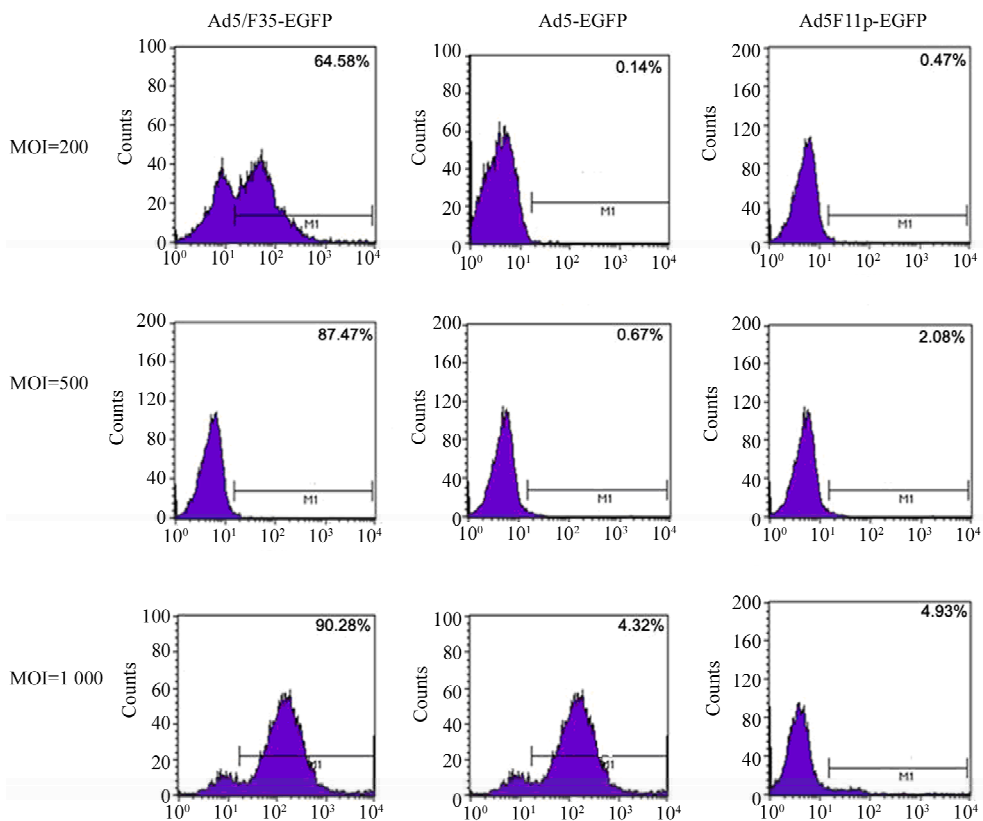 Ad5/F35-EGFP Ad5-EGFP Ad5F11p-EGFP
MOI=200
100 80 60 40 20 0
Counts
64.58%
M1
10⁰ 10¹ 10² 10³ 10⁴
100 80 60 40 20 0
Counts
0.14%
M1
10⁰ 10¹ 10² 10³ 10⁴
200 160 120 80 40 0
Counts
0.47%
M1
10⁰ 10¹ 10² 10³ 10⁴
MOI=500
200 160 120 80 40 0
Counts
87.47%
M1
10⁰ 10¹ 10² 10³ 10⁴
200 160 120 80 40 0
Counts
0.67%
M1
10⁰ 10¹ 10² 10³ 10⁴
200 160 120 80 40 0
Counts
2.08%
M1
10⁰ 10¹ 10² 10³ 10⁴
MOI=1 000
100 80 60 40 20 0
Counts
90.28%
M1
10⁰ 10¹ 10² 10³ 10⁴
100 80 60 40 20 0
Counts
4.32%
M1
10⁰ 10¹ 10² 10³ 10⁴
200 160 120 80 40 0
Counts
4.93%
M1
10⁰ 10¹ 10² 10³ 10⁴